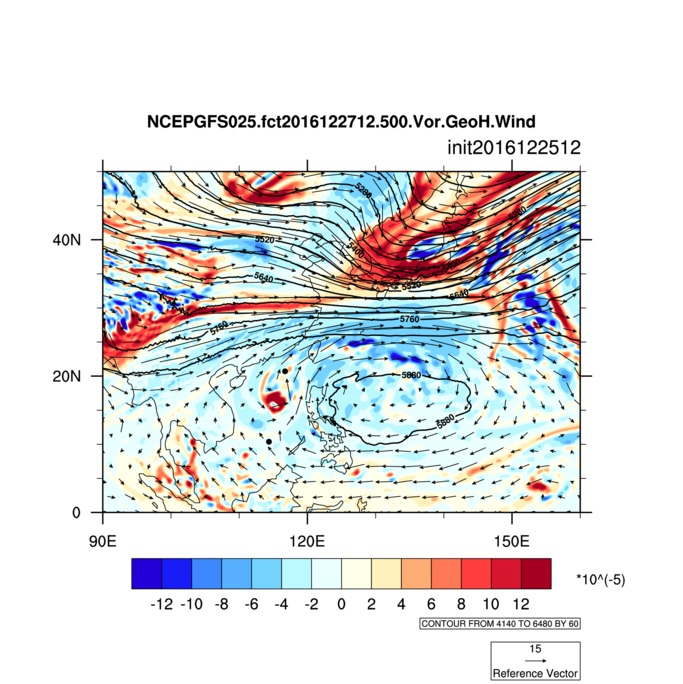 NCEPGFS025.fct2016122712.500.Vor.GeoH.Wind
init2016122512
5280
5280
40N
5520
5400
5640
5520
5640
5760
5760
20N
5880
5880
0
90E 120E 150E
-12 -10 -8 -6 -4 -2 0 2 4 6 8 10 12
*10^(-5)
CONTOUR FROM 4140 TO 6480 BY 60
15
Reference Vector